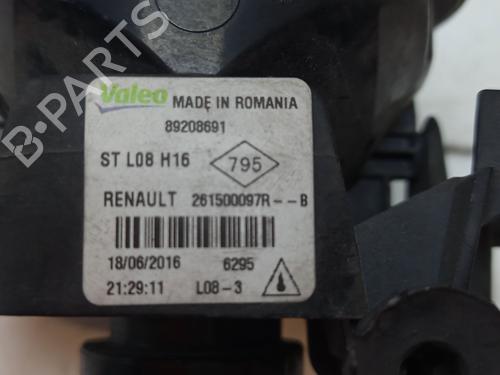 Valeo MADE IN ROMANIA
89208691
ST L08 H16 795
RENAULT 261500097R--B
18/06/2016 6295
21:29:11 L08-3
B-PARTS